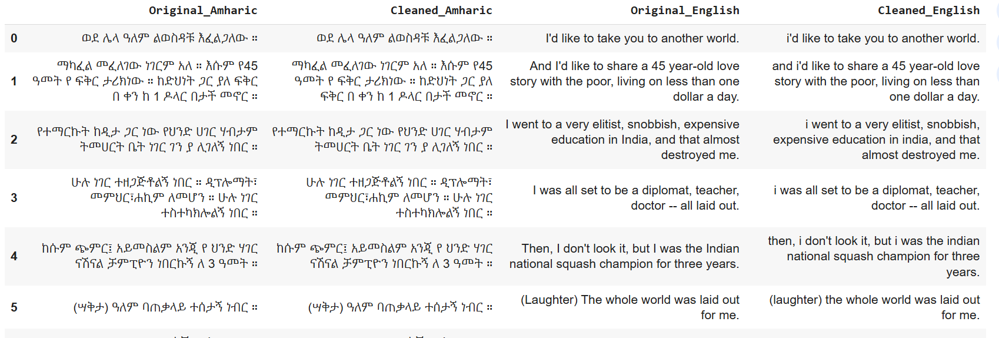 Original_Amharic Cleaned_Amharic Original_English Cleaned_English
0 ወደ ሌላ ዓለም ልወስዳቹ እፈልጋለው ። ወደ ሌላ ዓለም ልወስዳቹ እፈልጋለው ። I'd like to take you to another world. i'd like to take you to another world.
1
ማካፈል መፈለገው ነገርም አለ ። እሱም የ45
ዓመት የ ፍቅር ታሪክነው ። ከድህነት ጋር ያለ ፍቅር
በ ቀን ከ 1 ዶላር በታች መኖር ።
ማካፈል መፈለገው ነገርም አለ ። እሱም የ45
ዓመት የ ፍቅር ታሪክነው ። ከድህነት ጋር ያለ
ፍቅር በ ቀን ከ 1 ዶላር በታች መኖር ።
And I'd like to share a 45 year-old love
story with the poor, living on less than one
dollar a day.
and i'd like to share a 45 year-old love
story with the poor, living on less than
one dollar a day.
2
የተማርኩት ከዲታ ጋር ነው የህንድ ሀገር ሃብታም
ትመሀርት ቤት ነገር ገን ያ ሊገለኝ ነበር ።
የተማርኩት ከዲታ ጋር ነው የህንድ ሀገር ሃብታም
ትመሀርት ቤት ነገር ገን ያ ሊገለኝ ነበር ።
I went to a very elitist, snobbish, expensive
education in India, and that almost
destroyed me.
i went to a very elitist, snobbish,
expensive education in india, and that
almost destroyed me.
3
ሁሉ ነገር ተዘጋጅቶልኝ ነበር ። ዲፕሎማት፣
መምህር፣ሐኪም ለመሆን ። ሁሉ ነገር
ተስተካክሎልኝ ነበር ።
ሁሉ ነገር ተዘጋጅቶልኝ ነበር ። ዲፕሎማት፣
መምህር፣ሐኪም ለመሆን ። ሁሉ ነገር
ተስተካክሎልኝ ነበር ።
I was all set to be a diplomat, teacher,
doctor -- all laid out.
i was all set to be a diplomat, teacher,
doctor -- all laid out.
4
ከሱም ጭምር፤ አይመስልም አንጂ የ ህንድ ሃገር
ናሽናል ቻምፒዮን ነበርኩኝ ለ 3 ዓመት ።
ከሱም ጭምር፤ አይመስልም አንጂ የ ህንድ ሃገር
ናሽናል ቻምፒዮን ነበርኩኝ ለ 3 ዓመት ።
Then, I don't look it, but I was the Indian
national squash champion for three years.
then, i don't look it, but i was the indian
national squash champion for three
years.
5
(ሣቅታ) ዓለም ባጠቃላይ ተሰታኝ ነብር ።
(ሣቅታ) ዓለም ባጠቃላይ ተሰታኝ ነብር ።
(Laughter) The whole world was laid out
for me.
(laughter) the whole world was laid out
for me.